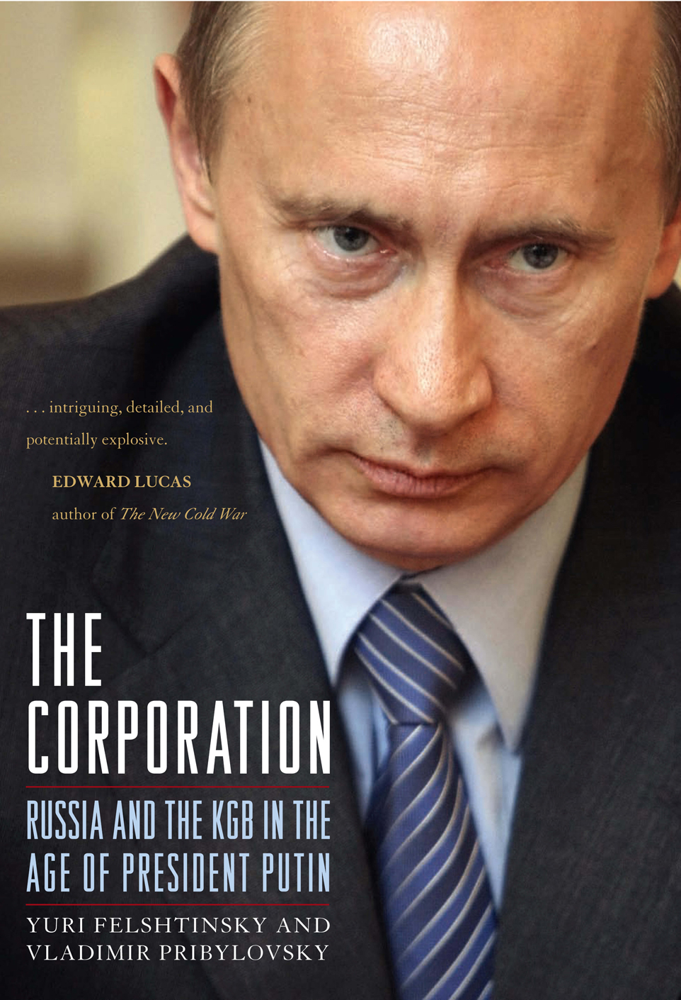 . . . intriguing, detailed, and
potentially explosive.
EDWARD LUCAS
author of The New Cold War
THE
CORPORATION
RUSSIA AND THE KGB IN THE
AGE OF PRESIDENT PUTIN
YURI FELSHTINSKY AND
VLADIMIR PRIBYLOVSKY